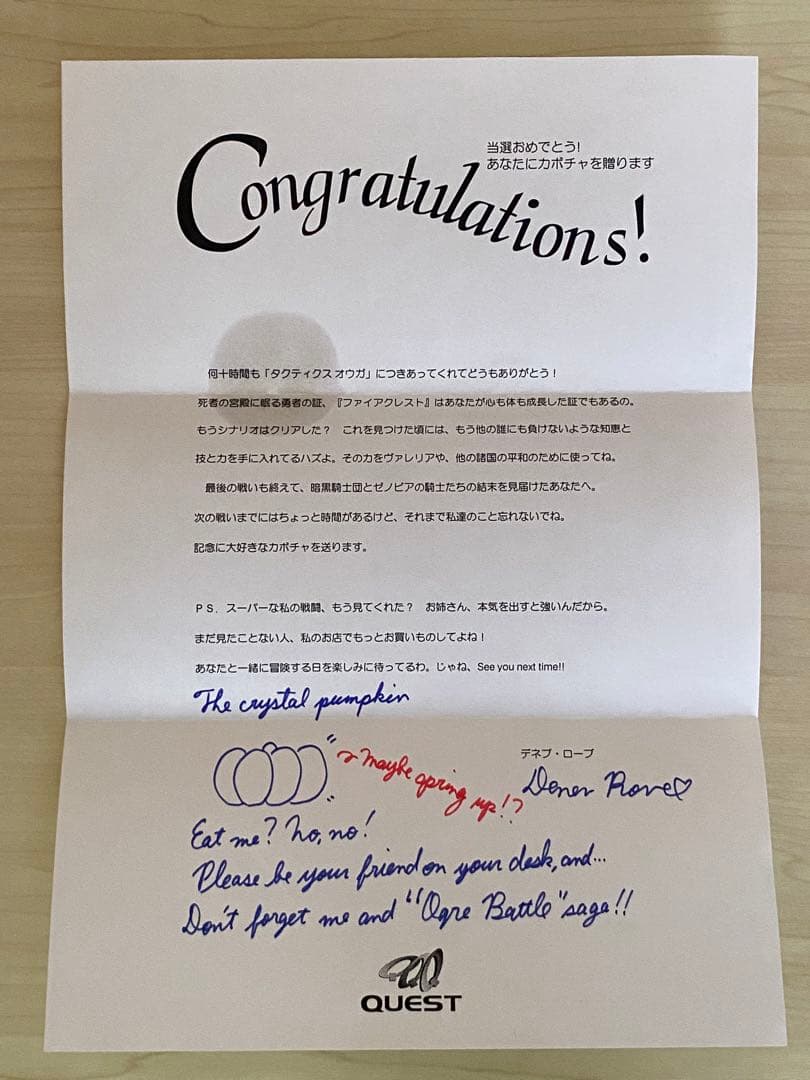 当選おめでとう!
あなたにカボチャを贈ります
Congratulations!
何十時間も「タクティクスオウガ」につきあってくれてどうもありがとう！
死者の宮殿に眠る勇者の証、『ファイアクレスト』はあなたが心も体も成長した証でもあるの。
もうシナリオはクリアした？　これを見つけた頃には、もう他の誰にも負けないような知恵と
技と力を手に入れてるハズよ。その力をヴァレリアや、他の諸国の平和のために使ってね。
最後の戦いも終えて、暗黒騎士団とゼノビアの騎士たちの結末を見届けたあなたへ。
次の戦いまでにはちょっと時間があるけど、それまで私達のこと忘れないでね。
記念に大好きなカボチャを送ります。
ＰＳ．スーパーな私の戦闘、もう見てくれた？　お姉さん、本気を出すと強いんだから。
まだ見たことない人、私のお店でもっとお買いものしてよね！
あなたと一緒に冒険する日を楽しみに待ってるわ。じゃね、See you next time!!
The crystal pumpkin
~Maybe spring up!?
デネブ・ローブ
Deneb Rove♡
Eat me? No, no!
Please be your friend on your desk, and...
Don't forget me and "Ogre Battle" saga!!
QUEST